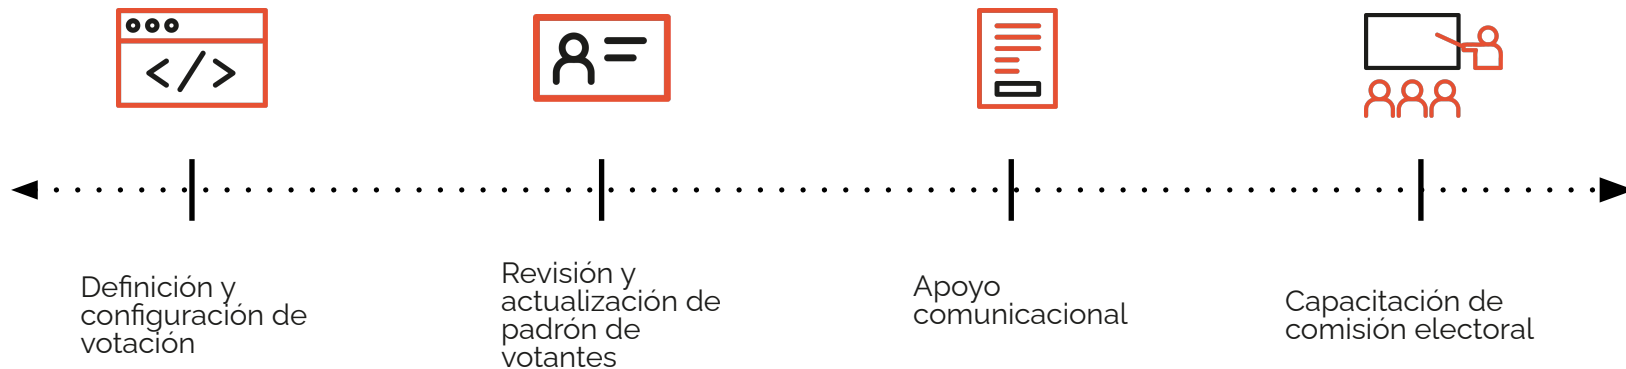 Definición y
configuración de
votación
Revisión y
actualización de
padrón de
votantes
Apoyo
comunicacional
Capacitación de
comisión electoral